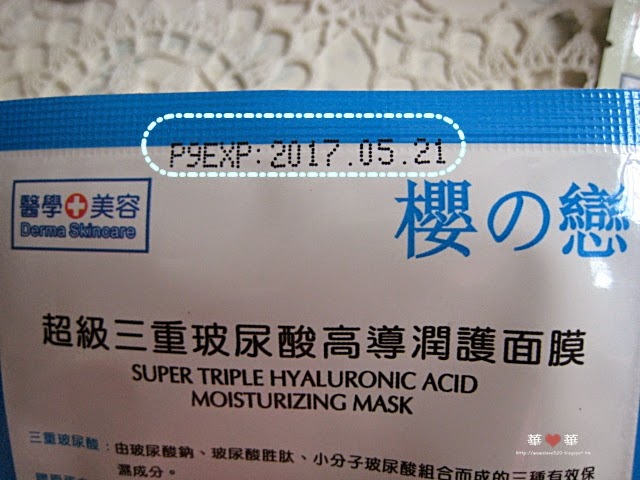 P9EXP:2017.05.21
醫學美容
Derma Skincare
櫻の戀
超級三重玻尿酸高導潤護面膜
SUPER TRIPLE HYALURONIC ACID
MOISTURIZING MASK
三重玻尿酸：由玻尿酸鈉、玻尿酸胜肽、小分子玻尿酸組合而成的三種有效保
濕成分。
華 華